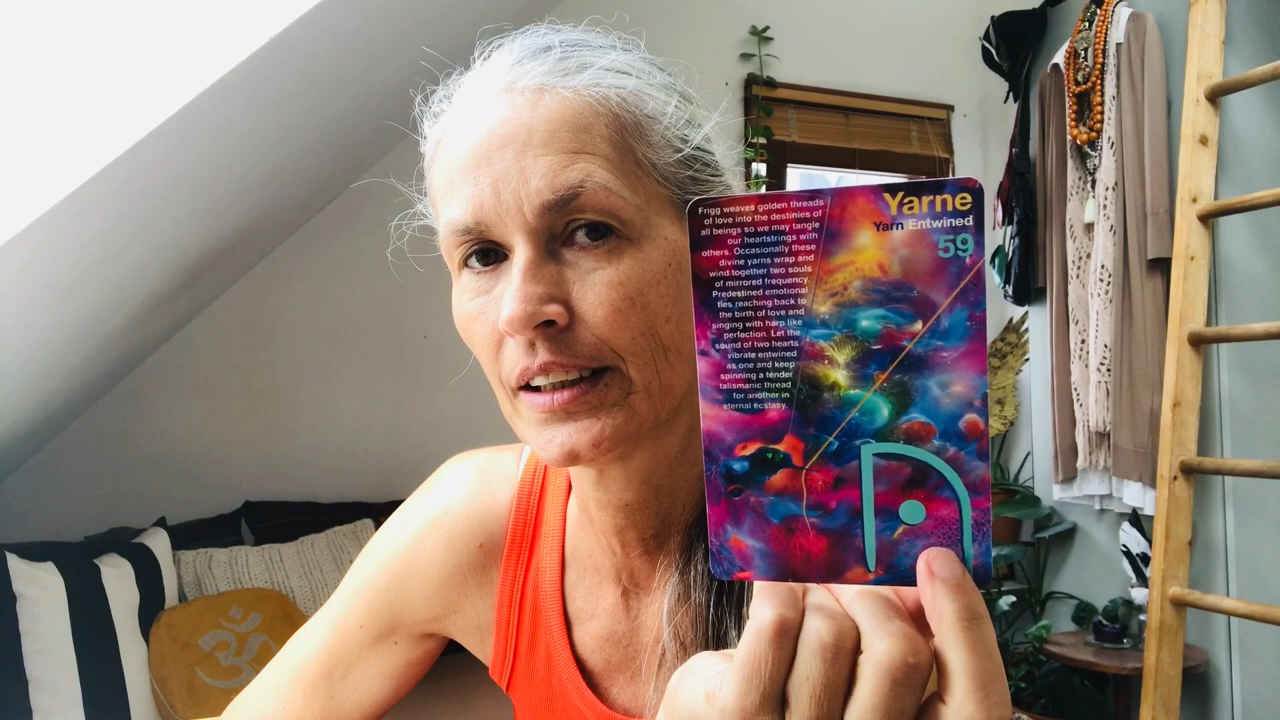 Frigg weaves golden threads
of love into the destinies of
all beings so we may tangle
our heartstrings with
others. Occasionally these
divine yarns wrap and
wind together two souls
of mirrored frequency.
Predestined emotional
ties reaching back to
the birth of love and
singing with harp like
perfection. Let the
sound of two hearts
vibrate entwined
as one and keep
spinning a tender
talismanic thread
for another in
eternal ecstasy.
Yarne
Yarn Entwined
59
ॐ